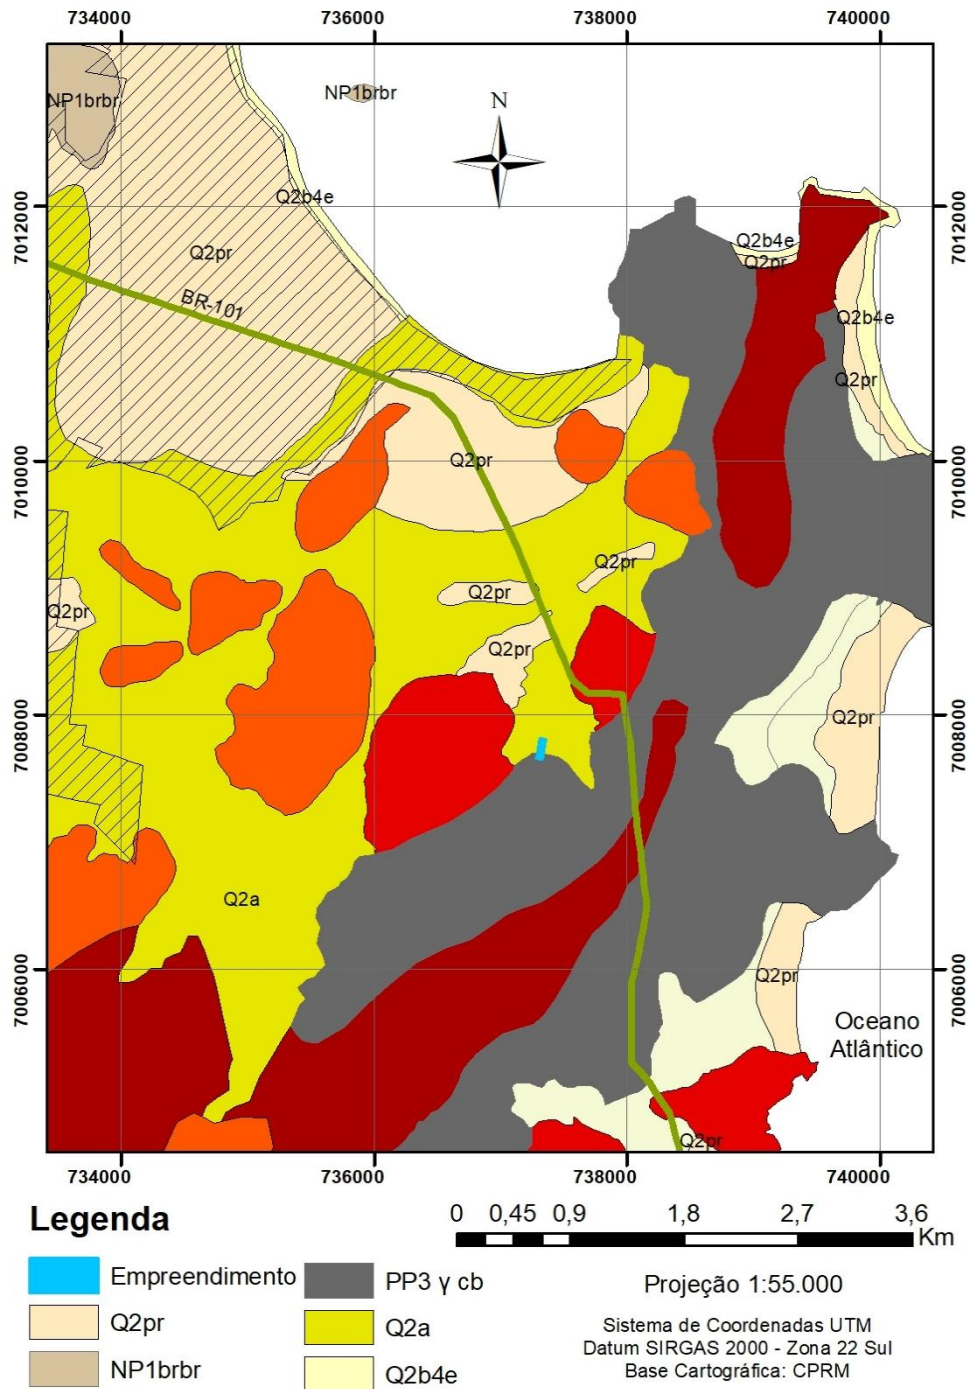 734000 736000 738000 740000
NP1brbr
NP1brbr
N
Q2b4e
7012000
7012000
Q2b4e
Q2pr
Q2pr
BR-101
Q2b4e
Q2pr
7010000
Q2pr
7010000
Q2pr
Q2pr
Q2pr
Q2pr
7008000
Q2pr
7008000
Q2a
7006000
Q2pr
7006000
Oceano
Atlântico
Q2pr
734000 736000 738000 740000
Legenda
0 0,45 0,9 1,8 2,7 3,6
Km
Empreendimento
PP3 γ cb
Projeção 1:55.000
Q2pr
Q2a
Sistema de Coordenadas UTM
Datum SIRGAS 2000 - Zona 22 Sul
NP1brbr
Q2b4e
Base Cartográfica: CPRM